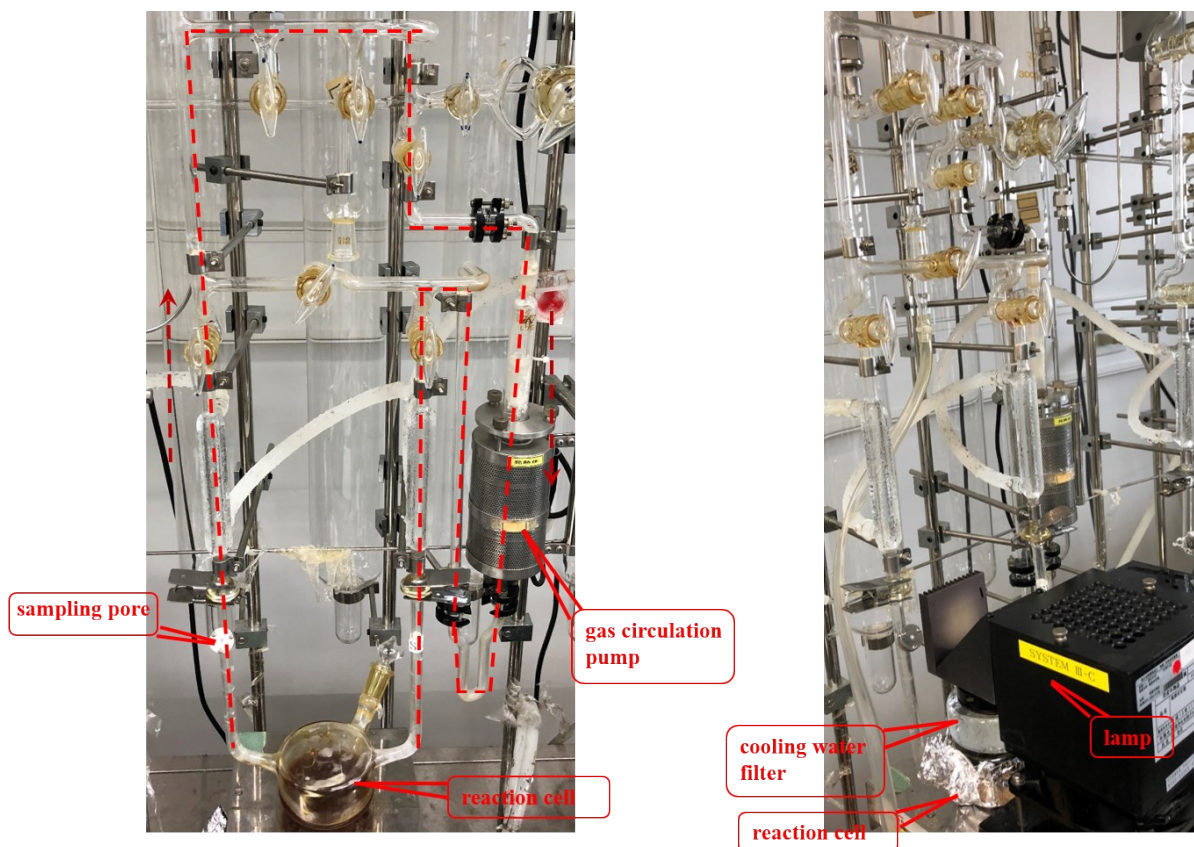 sampling pore
gas circulation
pump
reaction cell
SYSTEM III-C
lamp
cooling water
filter
reaction cell